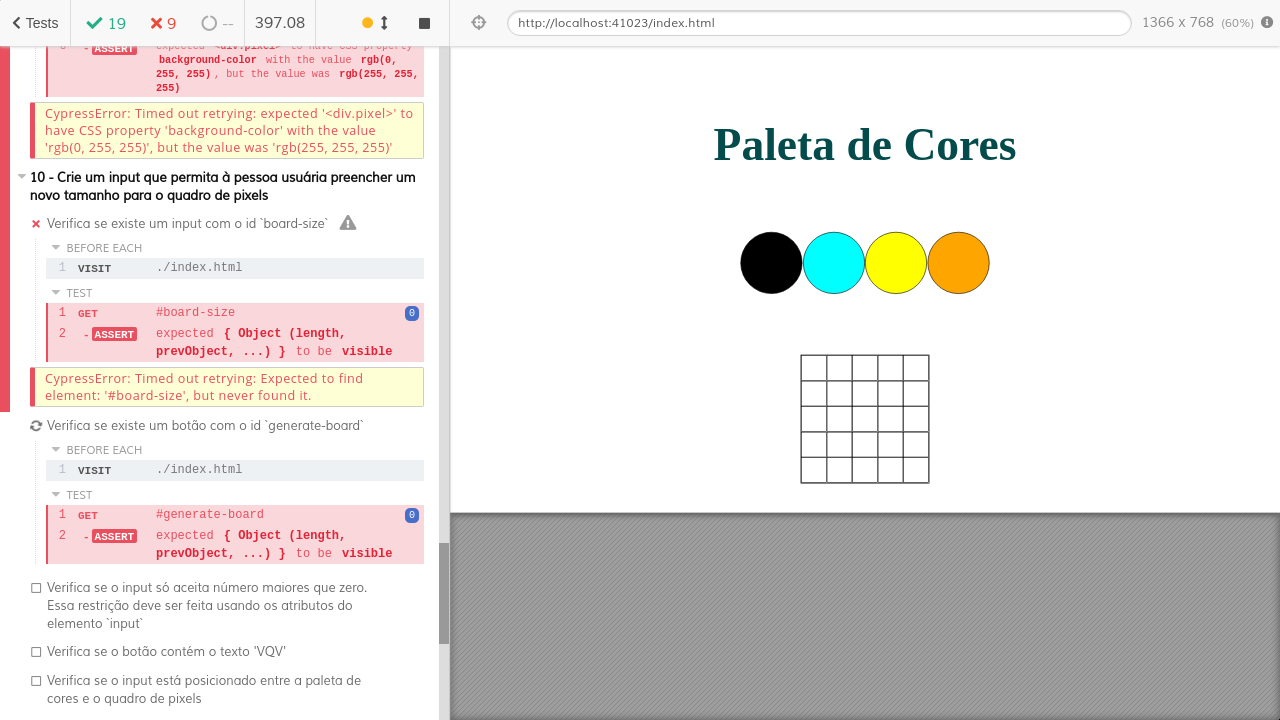 Tests
19
9
--
397.08
http://localhost:41023/index.html
1366 x 768 (60%)
- ASSERT expected <div.pixel> to have CSS property
background-color with the value rgb(0,
255, 255), but the value was rgb(255, 255,
255)
CypressError: Timed out retrying: expected '<div.pixel>' to
have CSS property 'background-color' with the value
'rgb(0, 255, 255)', but the value was 'rgb(255, 255, 255)'
10 - Crie um input que permita à pessoa usuária preencher um
novo tamanho para o quadro de pixels
Verifica se existe um input com o id `board-size`
BEFORE EACH
1 VISIT ./index.html
TEST
1 GET #board-size 0
2 - ASSERT expected { Object (length,
prevObject, ...) } to be visible
CypressError: Timed out retrying: Expected to find
element: '#board-size', but never found it.
Verifica se existe um botão com o id `generate-board`
BEFORE EACH
1 VISIT ./index.html
TEST
1 GET #generate-board 0
2 - ASSERT expected { Object (length,
prevObject, ...) } to be visible
Verifica se o input só aceita número maiores que zero.
Essa restrição deve ser feita usando os atributos do
elemento `input`
Verifica se o botão contém o texto 'VQV'
Verifica se o input está posicionado entre a paleta de
cores e o quadro de pixels
Paleta de Cores